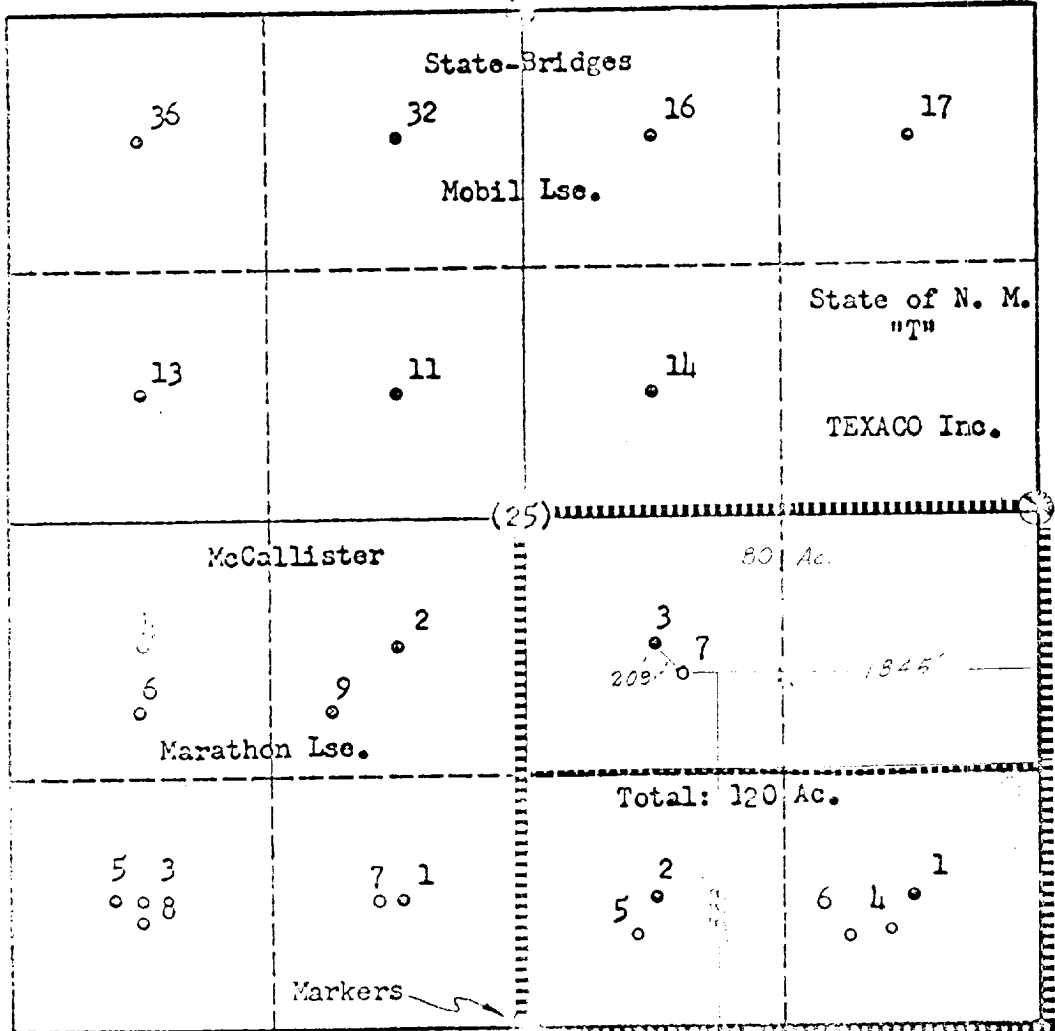 State-Bridges
36 32 16 17
Mobil Lse.
State of N. M.
"T"
13 11 14
TEXACO Inc.
(25)
McCallister
80 Ac.
2 3
7
208' 1845'
6 9
Marathon Lse.
Total: 120 Ac.
5 3 7 1 2 1
8 5 6 4
Markers